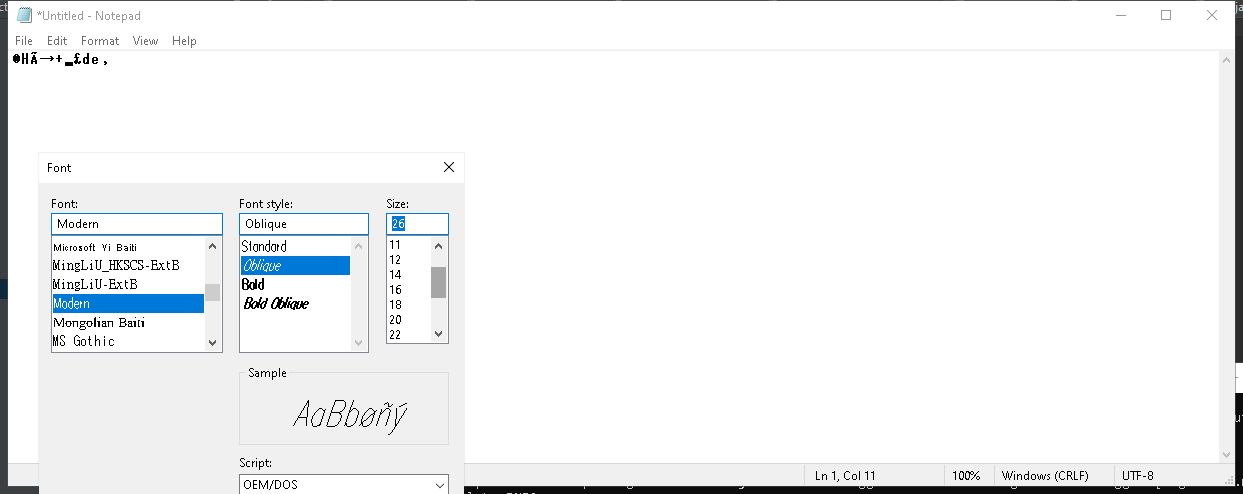 *Untitled - Notepad
File Edit Format View Help
Font
Font:
Modern
Microsoft Yi Baiti
MingLiU_HKSCS-ExtB
MingLiU-ExtB
Modern
Mongolian Baiti
MS Gothic
Font style:
Oblique
Standard
Oblique
Bold
Bold Oblique
Size:
26
11
12
14
16
18
20
22
Sample
AaBbøñý
Script:
OEM/DOS
Ln 1, Col 11
100%
Windows (CRLF)
UTF-8